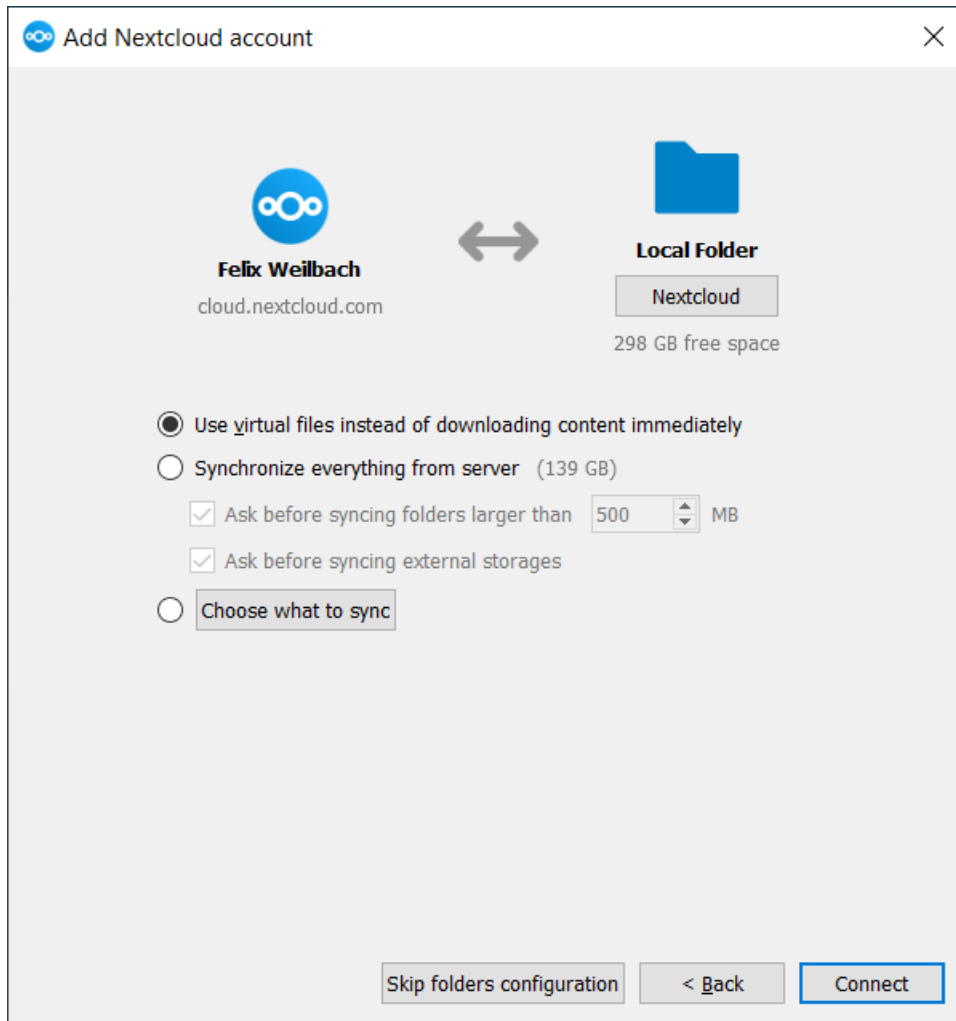 Add Nextcloud account
Felix Weilbach
cloud.nextcloud.com
Local Folder
Nextcloud
298 GB free space
Use virtual files instead of downloading content immediately
Synchronize everything from server (139 GB)
Ask before syncing folders larger than 500 MB
Ask before syncing external storages
Choose what to sync
Skip folders configuration < Back Connect